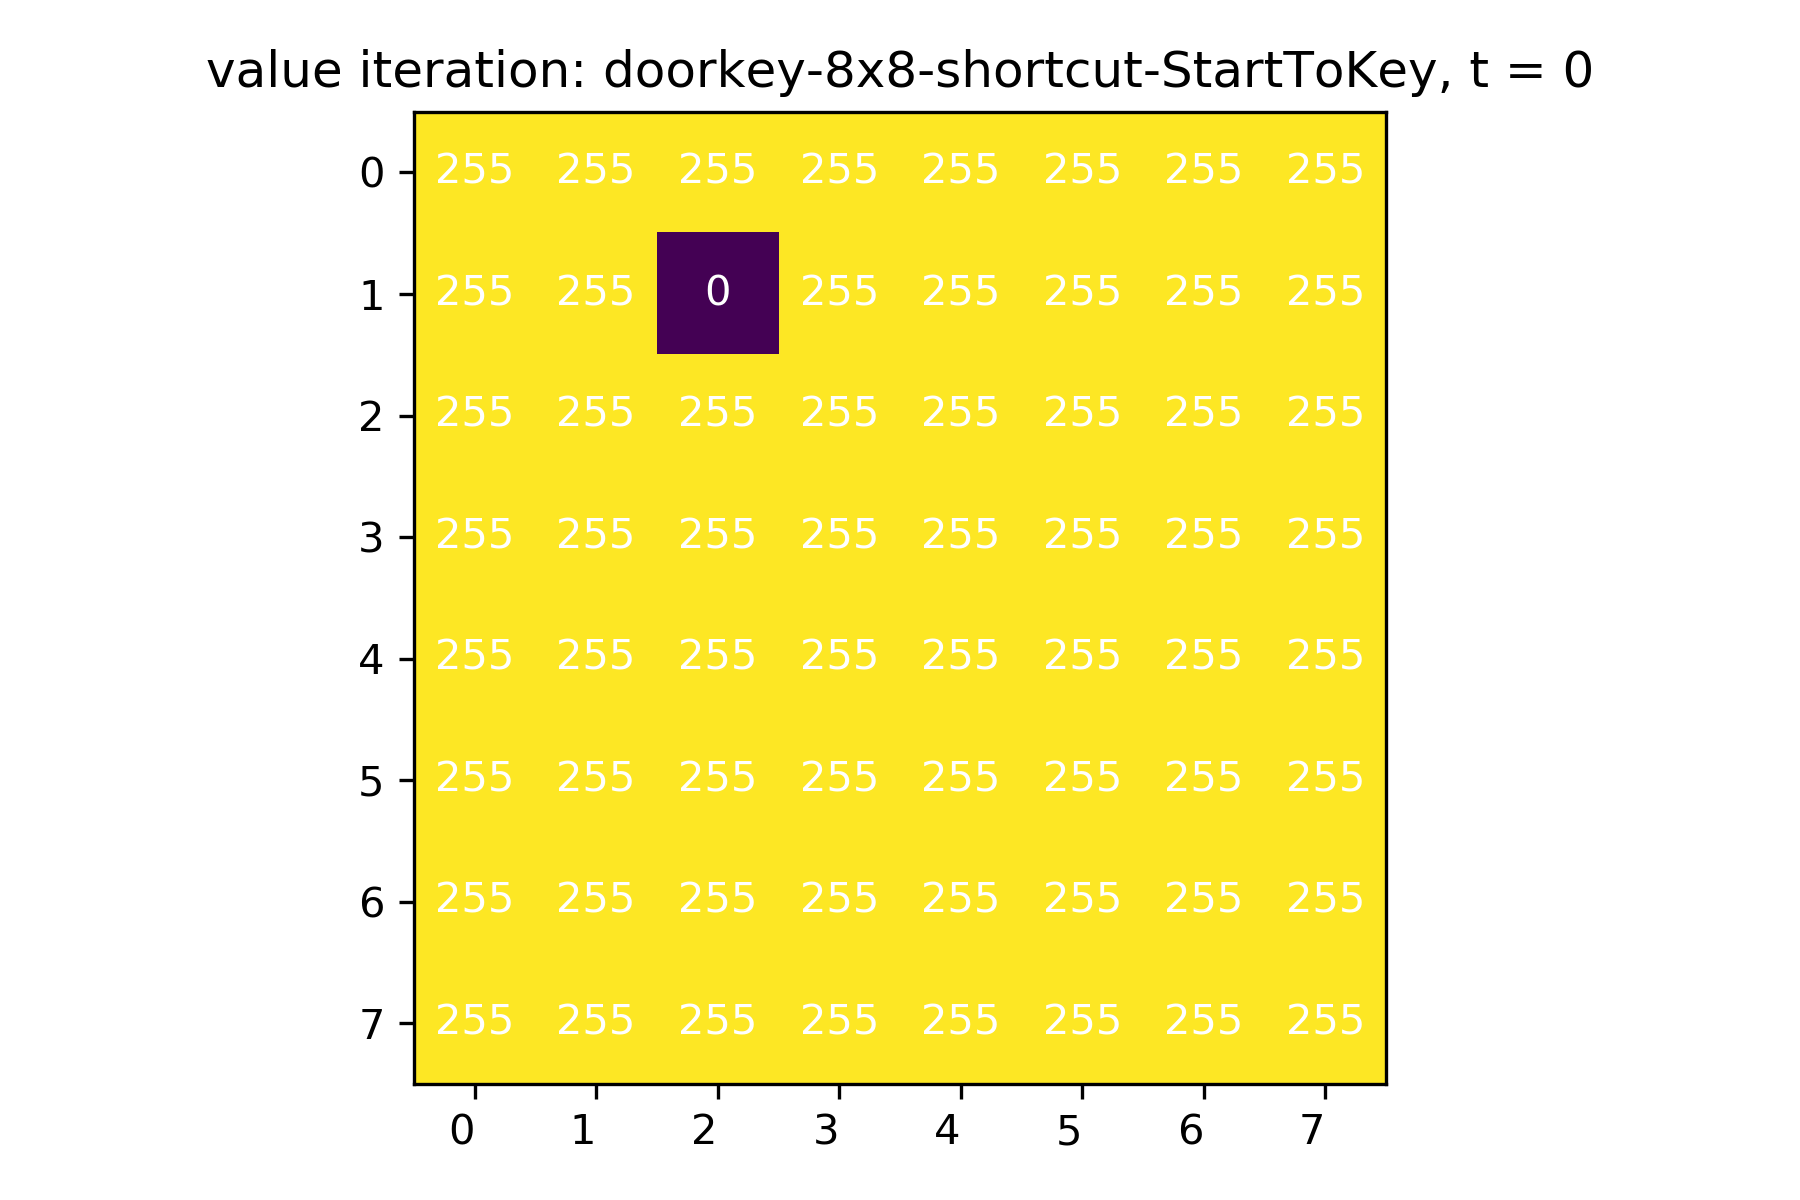 value iteration: doorkey-8x8-shortcut-StartToKey, t = 0
0 255 255 255 255 255 255 255 255
1 255 255 0 255 255 255 255 255
2 255 255 255 255 255 255 255 255
3 255 255 255 255 255 255 255 255
4 255 255 255 255 255 255 255 255
5 255 255 255 255 255 255 255 255
6 255 255 255 255 255 255 255 255
7 255 255 255 255 255 255 255 255
0 1 2 3 4 5 6 7